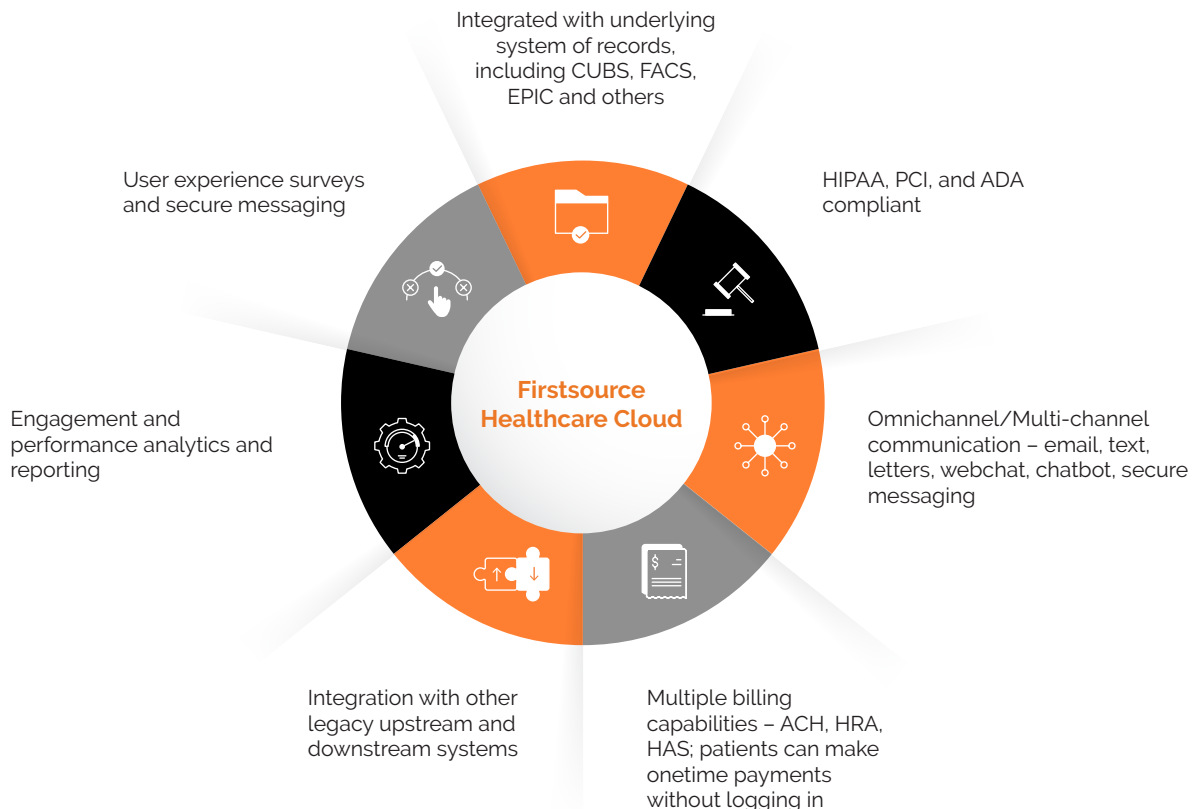 Integrated with underlying
system of records,
including CUBS, FACS,
EPIC and others
User experience surveys
and secure messaging
HIPAA, PCI, and ADA
compliant
Firstsource
Healthcare Cloud
Engagement and
performance analytics and
reporting
Omnichannel/Multi-channel
communication – email, text,
letters, webchat, chatbot, secure
messaging
$
Integration with other
legacy upstream and
downstream systems
Multiple billing
capabilities – ACH, HRA,
HAS; patients can make
onetime payments
without logging in